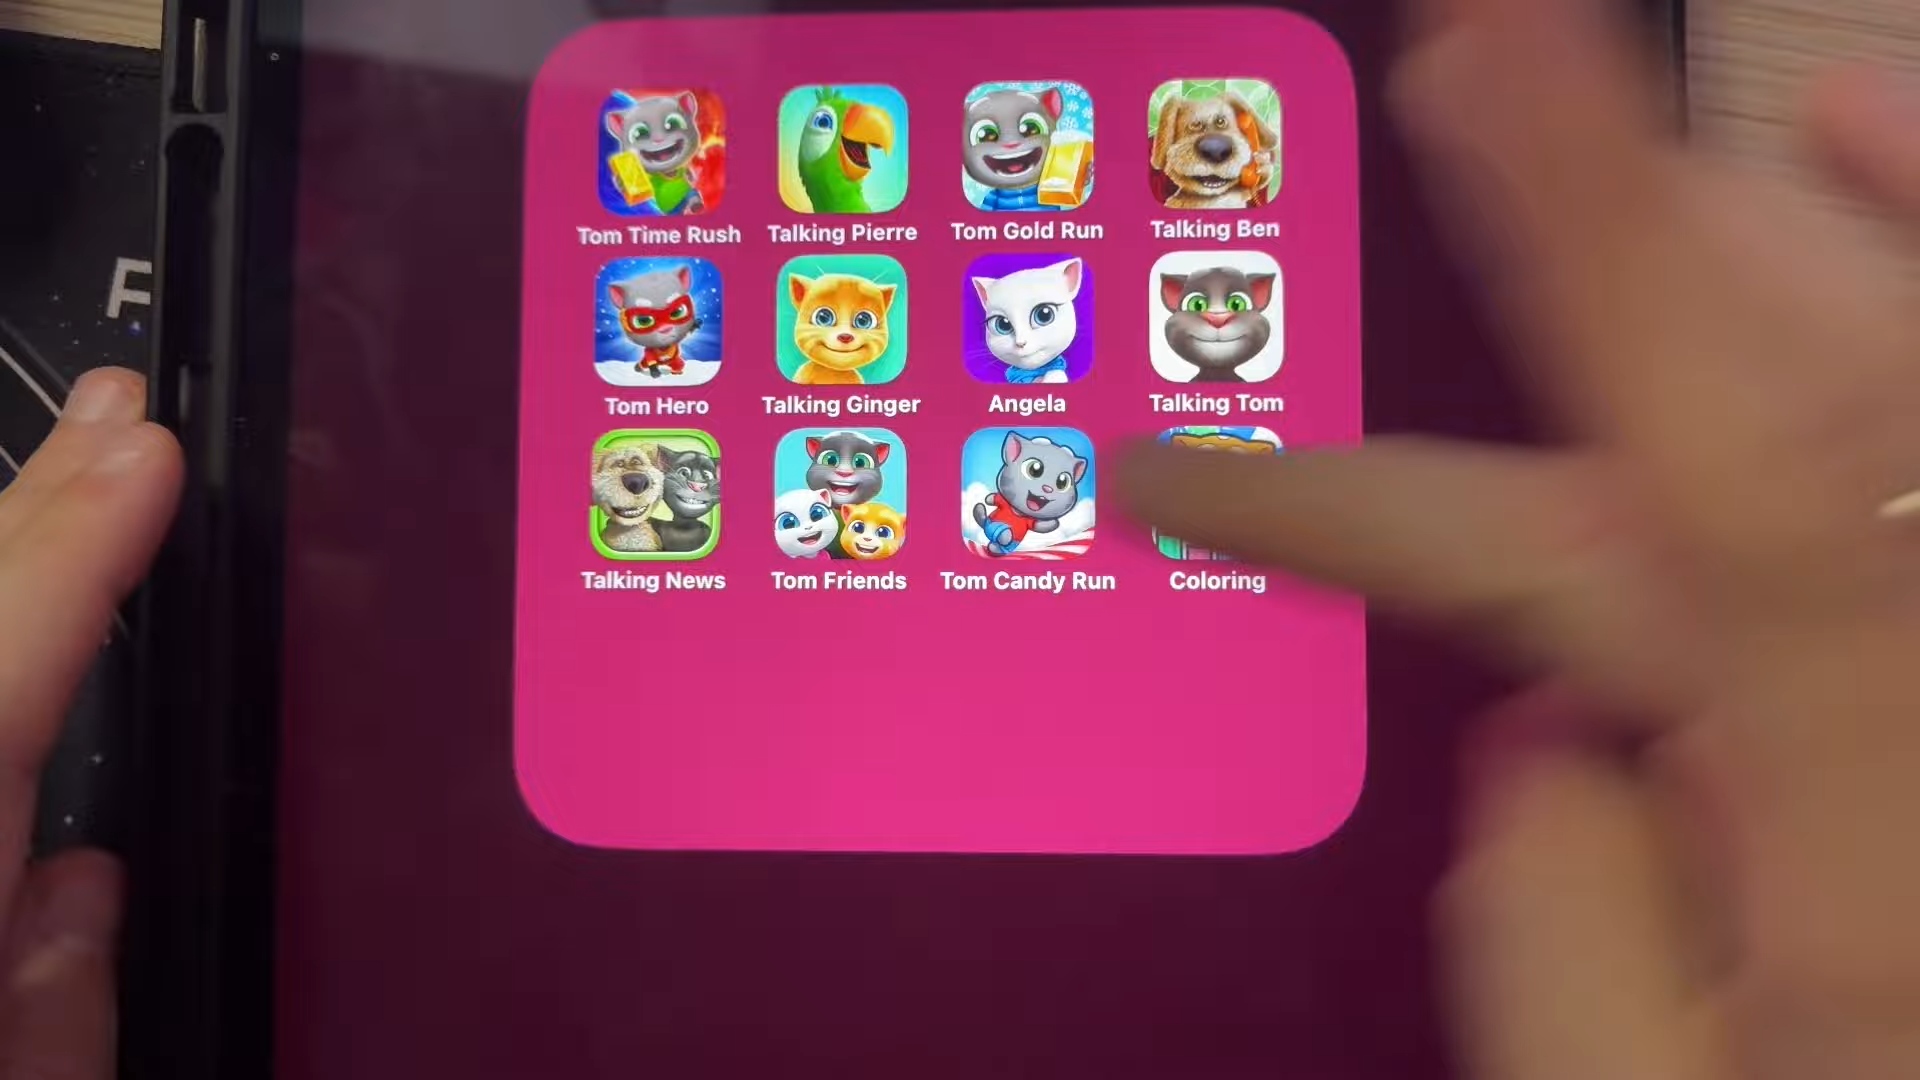 Tom Time Rush Talking Pierre Tom Gold Run Talking Ben
Tom Hero Talking Ginger Angela Talking Tom
Talking News Tom Friends Tom Candy Run Coloring
F